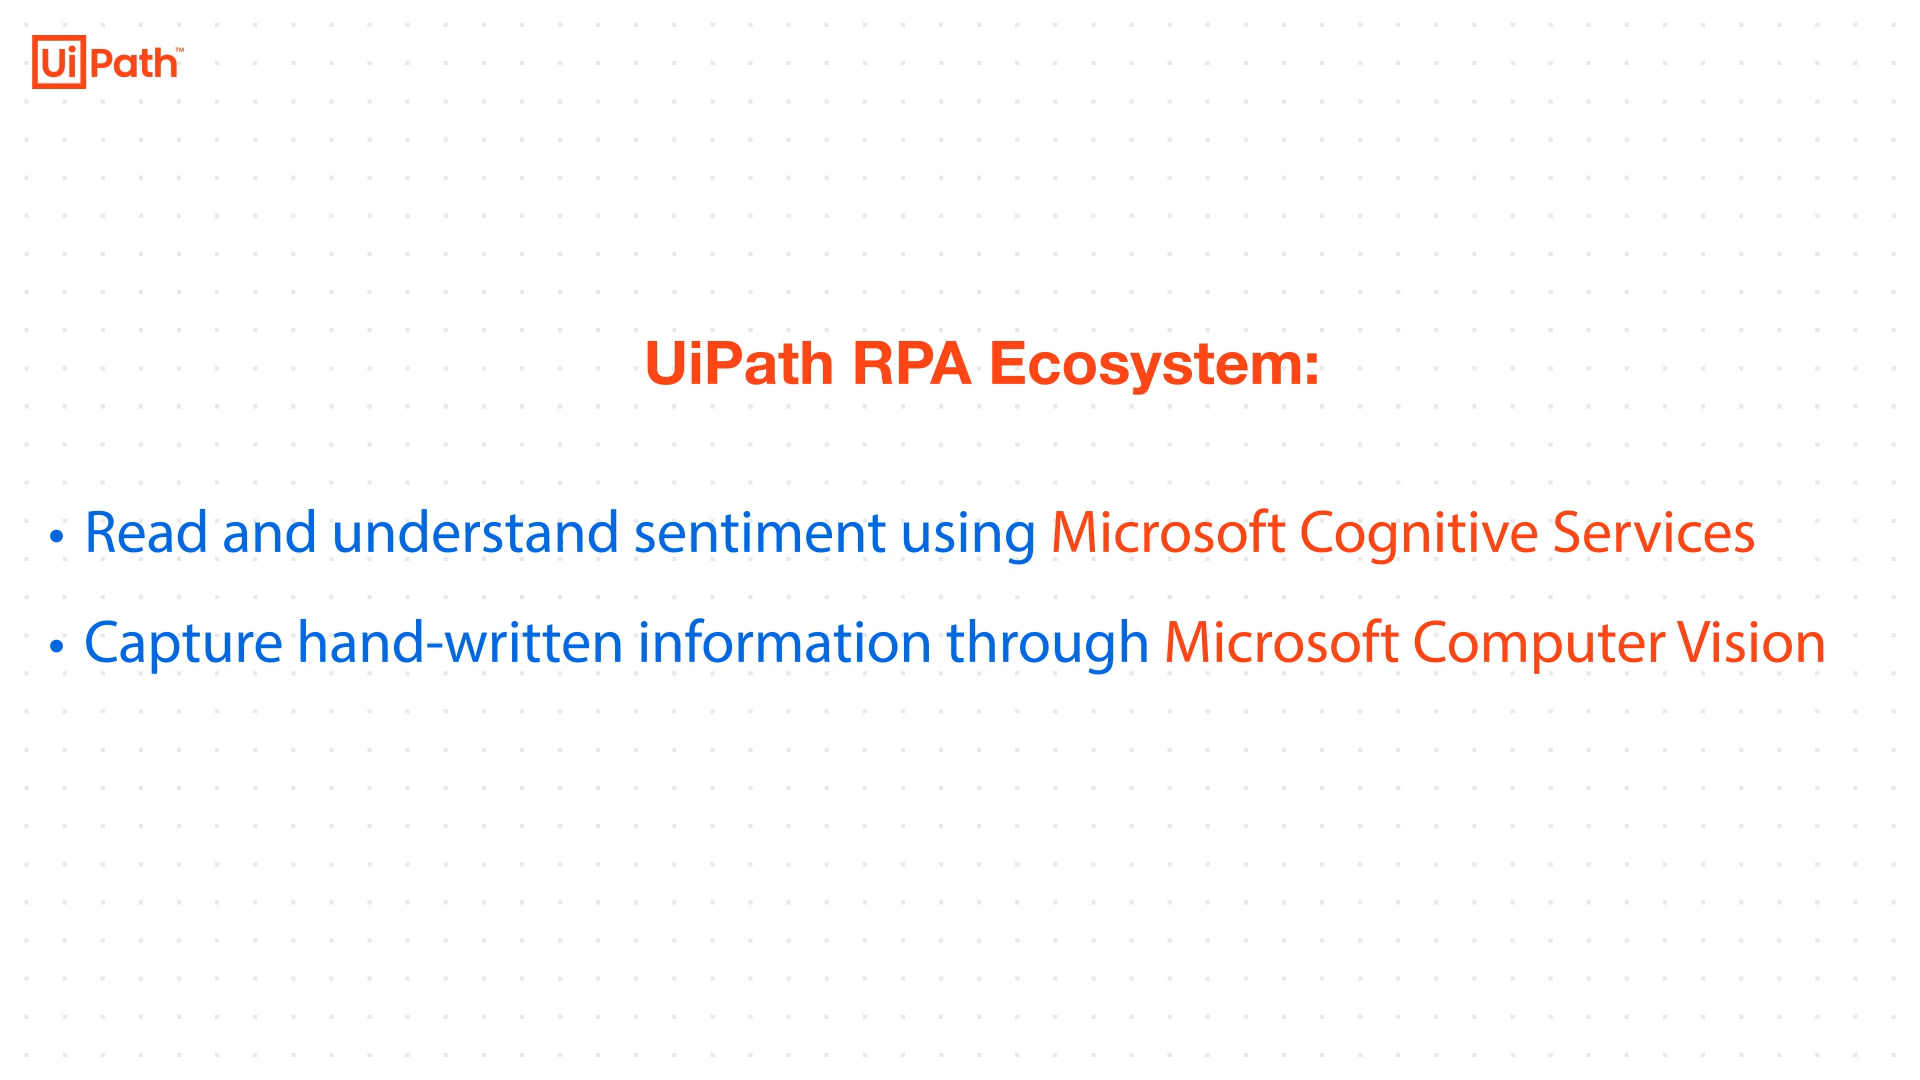 UiPath™
UiPath RPA Ecosystem:
• Read and understand sentiment using Microsoft Cognitive Services
• Capture hand-written information through Microsoft Computer Vision